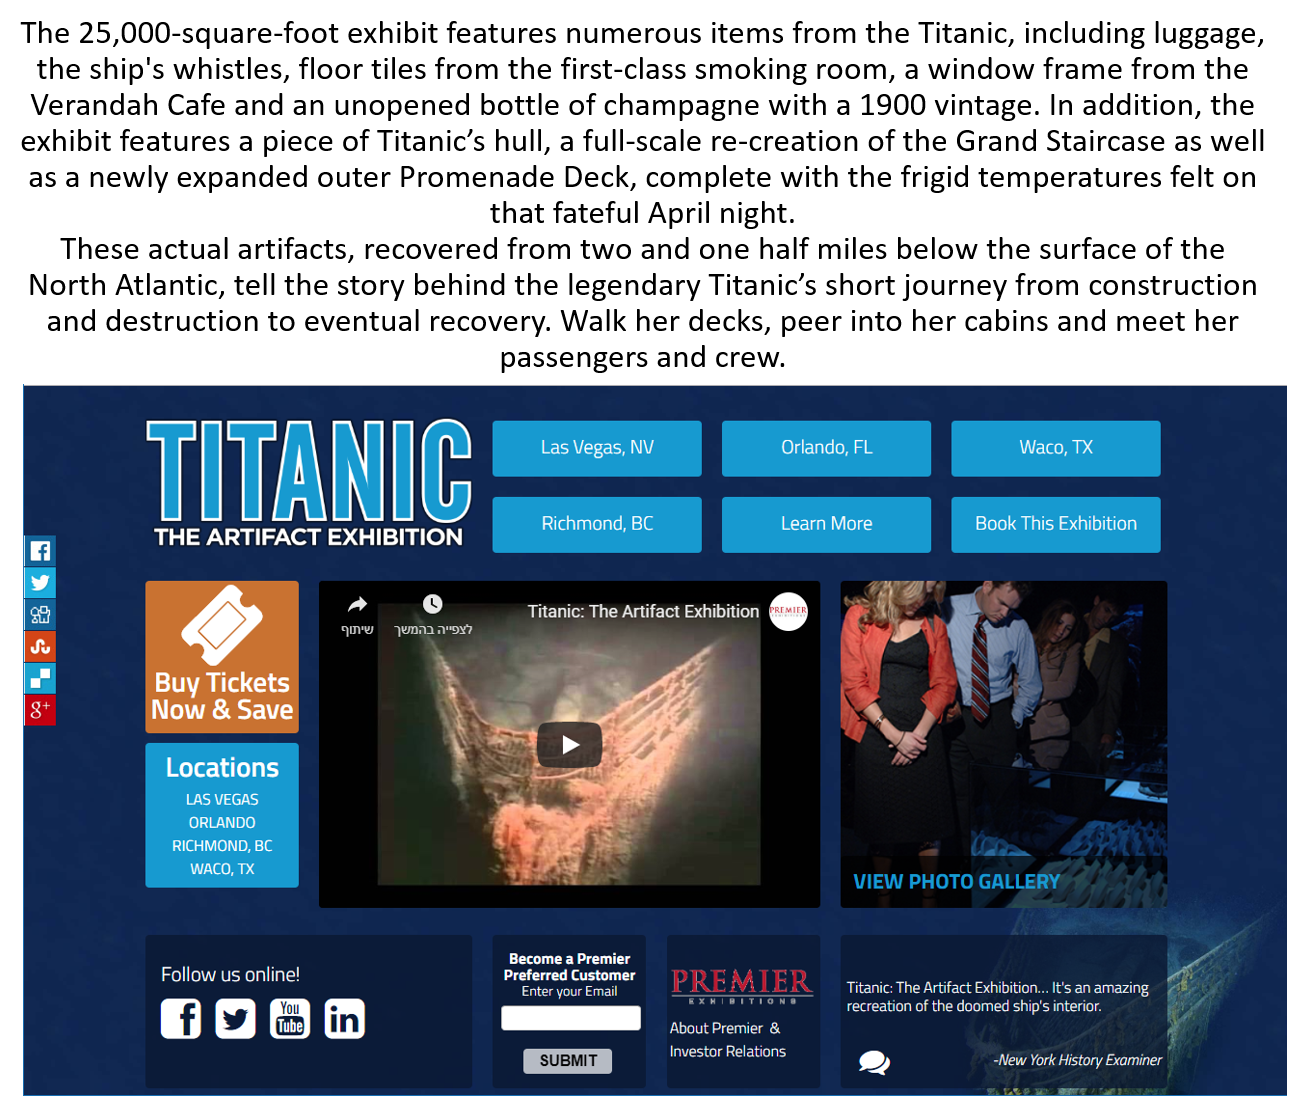 The 25,000-square-foot exhibit features numerous items from the Titanic, including luggage,
the ship's whistles, floor tiles from the first-class smoking room, a window frame from the
Verandah Cafe and an unopened bottle of champagne with a 1900 vintage. In addition, the
exhibit features a piece of Titanic’s hull, a full-scale re-creation of the Grand Staircase as well
as a newly expanded outer Promenade Deck, complete with the frigid temperatures felt on
that fateful April night.
These actual artifacts, recovered from two and one half miles below the surface of the
North Atlantic, tell the story behind the legendary Titanic’s short journey from construction
and destruction to eventual recovery. Walk her decks, peer into her cabins and meet her
passengers and crew.
TITANIC
THE ARTIFACT EXHIBITION
Las Vegas, NV
Orlando, FL
Waco, TX
Richmond, BC
Learn More
Book This Exhibition
g+
Buy Tickets
Now & Save
Locations
LAS VEGAS
ORLANDO
RICHMOND, BC
WACO, TX
שיתוף
לצפייה בהמשך
Titanic: The Artifact Exhibition
PREMIER
VIEW PHOTO GALLERY
Follow us online!
You
Tube
in
Become a Premier
Preferred Customer
Enter your Email
SUBMIT
PREMIER
EXHIBITIONS
About Premier &
Investor Relations
Titanic: The Artifact Exhibition... It's an amazing
recreation of the doomed ship's interior.
-New York History Examiner